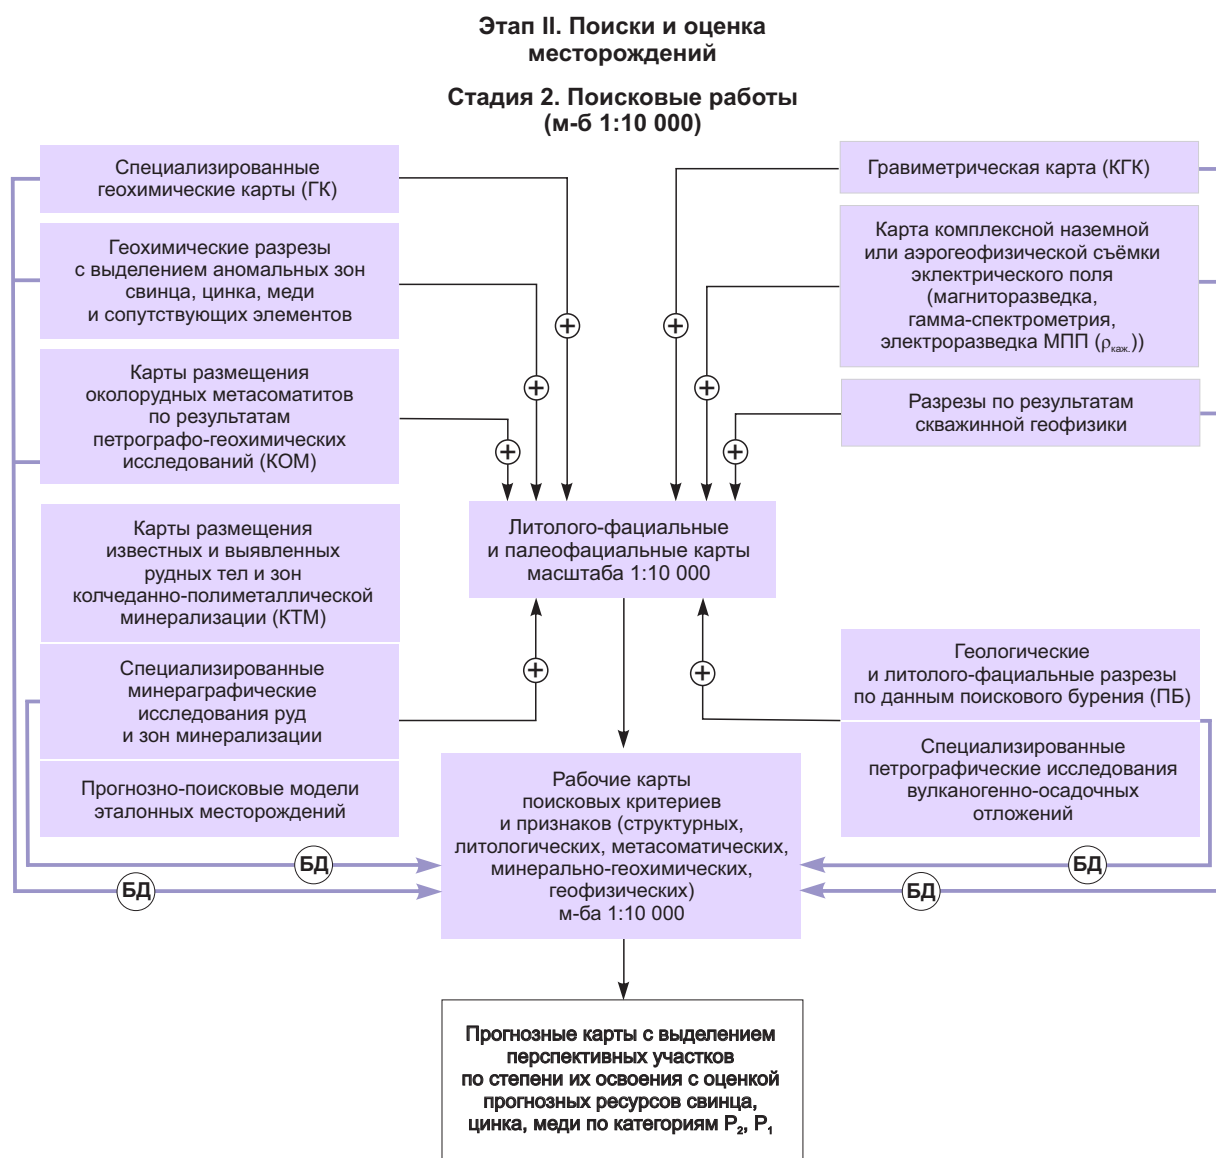 Этап II. Поиски и оценка
месторождений
Стадия 2. Поисковые работы
(м-б 1:10 000)
Специализированные
геохимические карты (ГК)
Геохимические разрезы
с выделением аномальных зон
свинца, цинка, меди
и сопутствующих элементов
Карты размещения
околорудных метасоматитов
по результатам
петрографо-геохимических
исследований (КОМ)
Карты размещения
известных и выявленных
рудных тел и зон
колчеданно-полиметаллической
минерализации (КТМ)
Специализированные
минераграфические
исследования руд
и зон минерализации
Прогнозно-поисковые модели
эталонных месторождений
Гравиметрическая карта (КГК)
Карта комплексной наземной
или аэрогеофизической съёмки
эклектрического поля
(магниторазведка,
гамма-спектрометрия,
электроразведка МПП (ρкаж.))
Разрезы по результатам
скважинной геофизики
+
+
+
+
+
+
Литолого-фациальные
и палеофациальные карты
масштаба 1:10 000
+
+
Геологические
и литолого-фациальные разрезы
по данным поискового бурения (ПБ)
Специализированные
петрографические исследования
вулканогенно-осадочных
отложений
Рабочие карты
поисковых критериев
и признаков (структурных,
литологических, метасоматических,
минерально-геохимических,
геофизических)
м-ба 1:10 000
БД
БД
БД
БД
Прогнозные карты с выделением
перспективных участков
по степени их освоения с оценкой
прогнозных ресурсов свинца,
цинка, меди по категориям P₂, P₁